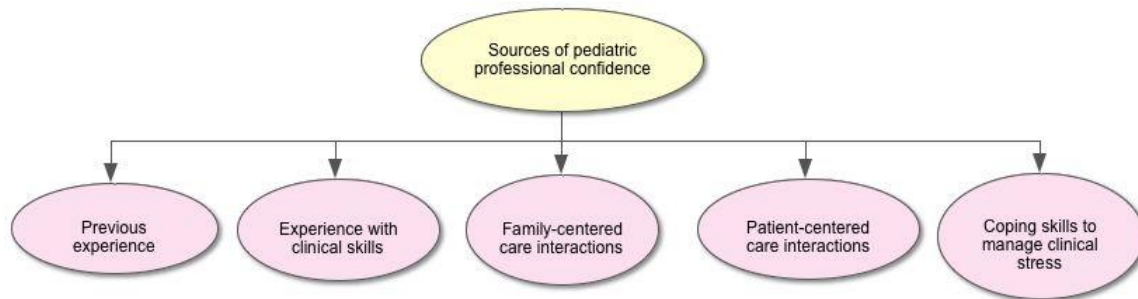 Sources of pediatric
professional confidence
Previous
experience
Experience with
clinical skills
Family-centered
care interactions
Patient-centered
care interactions
Coping skills to
manage clinical
stress